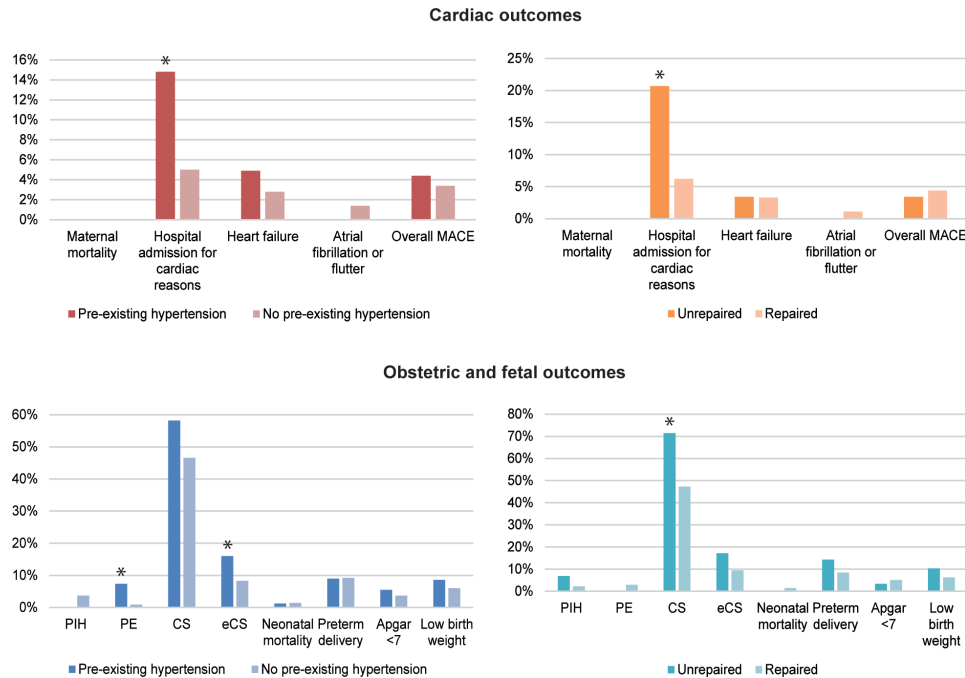 Cardiac outcomes
16%
14%
12%
10%
8%
6%
4%
2%
0%
*
Maternal
mortality
Hospital
admission for
cardiac
reasons
Heart failure
Atrial
fibrillation or
flutter
Overall MACE
Pre-existing hypertension
No pre-existing hypertension
25%
20%
15%
10%
5%
0%
*
Maternal
mortality
Hospital
admission for
cardiac
reasons
Heart failure
Atrial
fibrillation or
flutter
Overall MACE
Unrepaired
Repaired
Obstetric and fetal outcomes
60%
50%
40%
30%
20%
10%
0%
*
*
PIH
PE
CS
eCS
Neonatal
mortality
Preterm
delivery
Apgar
<7
Low birth
weight
Pre-existing hypertension
No pre-existing hypertension
80%
70%
60%
50%
40%
30%
20%
10%
0%
*
PIH
PE
CS
eCS
Neonatal
mortality
Preterm
delivery
Apgar
<7
Low
birth
weight
Unrepaired
Repaired